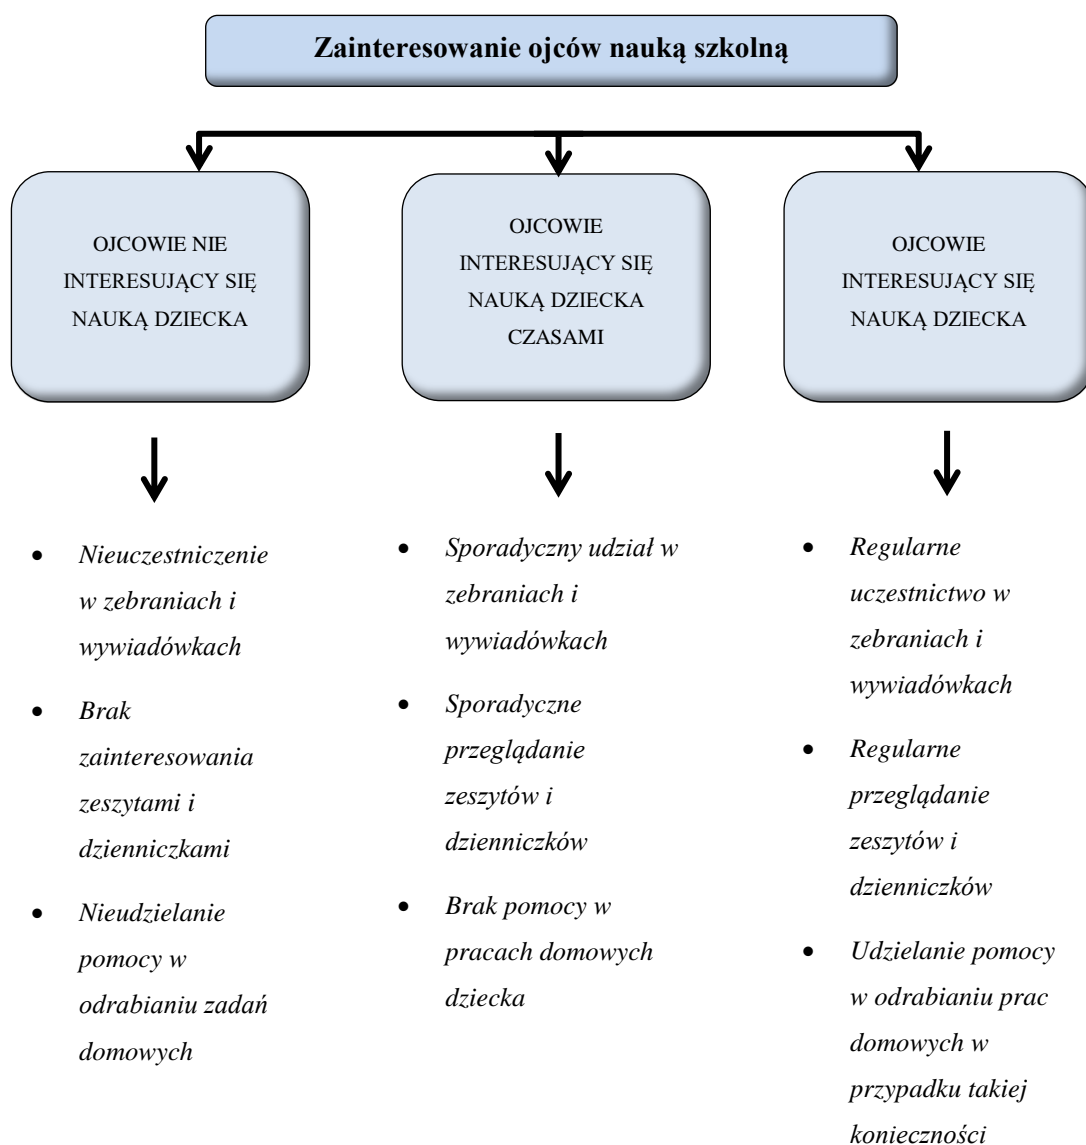 Zainteresowanie ojców nauką szkolną
OJCOWIE NIE
INTERESUJĄCY SIĘ
NAUKĄ DZIECKA
OJCOWIE
INTERESUJĄCY SIĘ
NAUKĄ DZIECKA
CZASAMI
OJCOWIE
INTERESUJĄCY SIĘ
NAUKĄ DZIECKA
• Nieuczestniczenie
w zebraniach i
wywiadówkach
• Brak
zainteresowania
zeszytami i
dzienniczkami
• Nieudzielanie
pomocy w
odrabianiu zadań
domowych
• Sporadyczny udział w
zebraniach i
wywiadówkach
• Sporadyczne
przeglądanie
zeszytów i
dzienniczków
• Brak pomocy w
pracach domowych
dziecka
• Regularne
uczestnictwo w
zebraniach i
wywiadówkach
• Regularne
przeglądanie
zeszytów i
dzienniczków
• Udzielanie pomocy
w odrabianiu prac
domowych w
przypadku takiej
konieczności